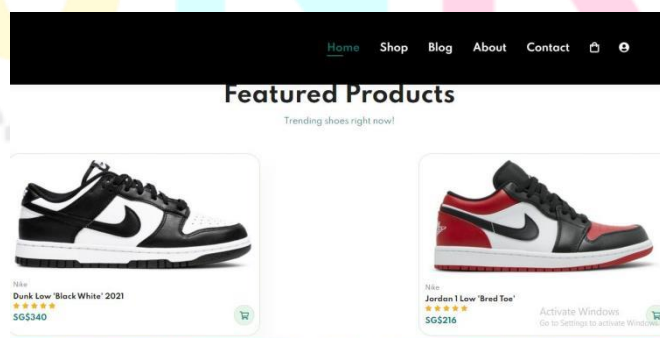 Home Shop Blog About Contact
Featured Products
Trending shoes right now!
Nike
Dunk Low 'Black White' 2021
SG$340
Nike
Jordan 1 Low 'Bred Toe'
SG$216
Activate Windows
Go to Settings to activate Windows.